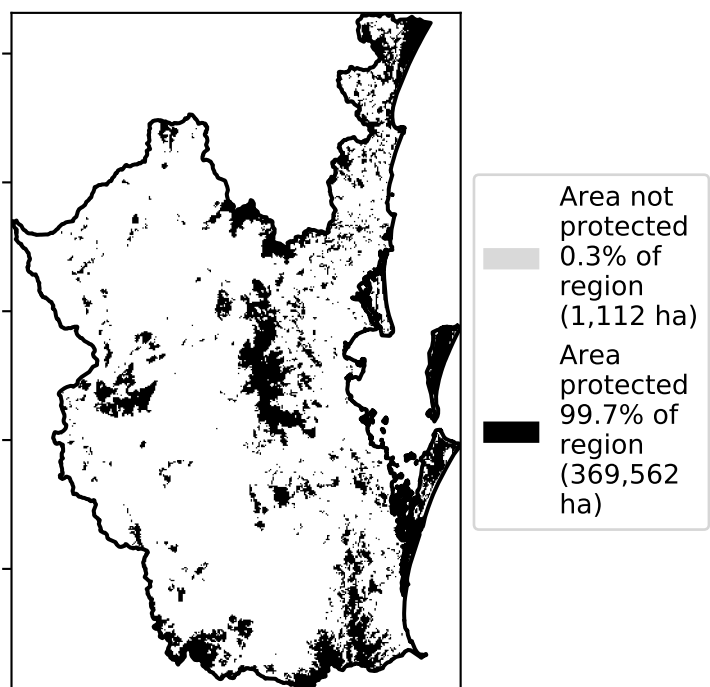 Area not
protected
0.3% of
region
(1,112 ha)
Area
protected
99.7% of
region
(369,562
ha)